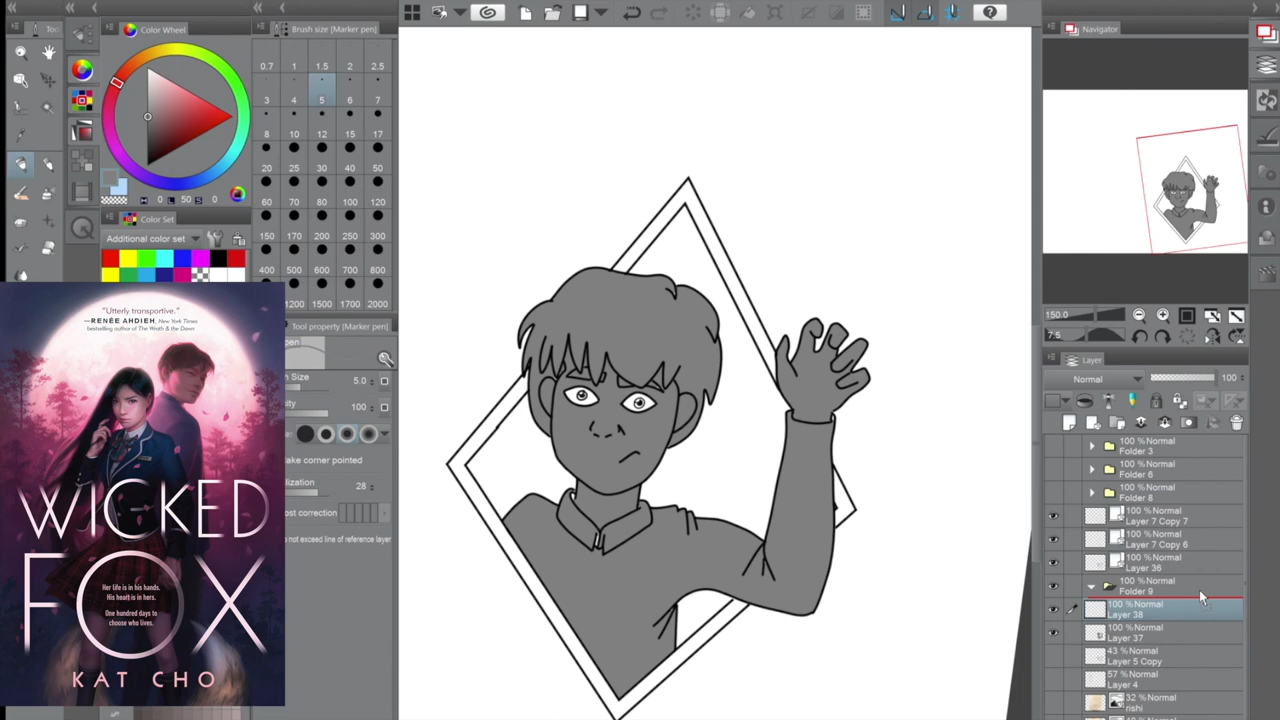 Color Wheel
0 L 50 S 0
Color Set
Additional color set
Brush size [Marker pen]
0.7 1 1.5 2 2.5
3 4 5 6 7
8 10 12 15 17
20 25 30 40 50
60 70 80 100 120
150 170 200 250 300
400 500 600 700 800
1200 1500 1700 2000
Tool property [Marker pen]
Size 5.0
100
ake corner pointed
lization 28
ost correction
o not exceed line of reference layer
"Utterly transportive."
—RENÉE AHDIEH, New York Times
bestselling author of The Wrath & the Dawn
WICKED
FOX
Her life is in his hands.
His heart is in hers.
One hundred days to
choose who lives.
KAT CHO
Navigator
150.0
7.5
Layer
Normal 100
100 %Normal
Folder 3
100 %Normal
Folder 6
100 %Normal
Folder 8
100 %Normal
Layer 7 Copy 7
100 %Normal
Layer 7 Copy 6
100 %Normal
Layer 36
100 %Normal
Folder 9
100 %Normal
Layer 38
100 %Normal
Layer 37
43 %Normal
Layer 5 Copy
57 %Normal
Layer 4
32 %Normal
rishi